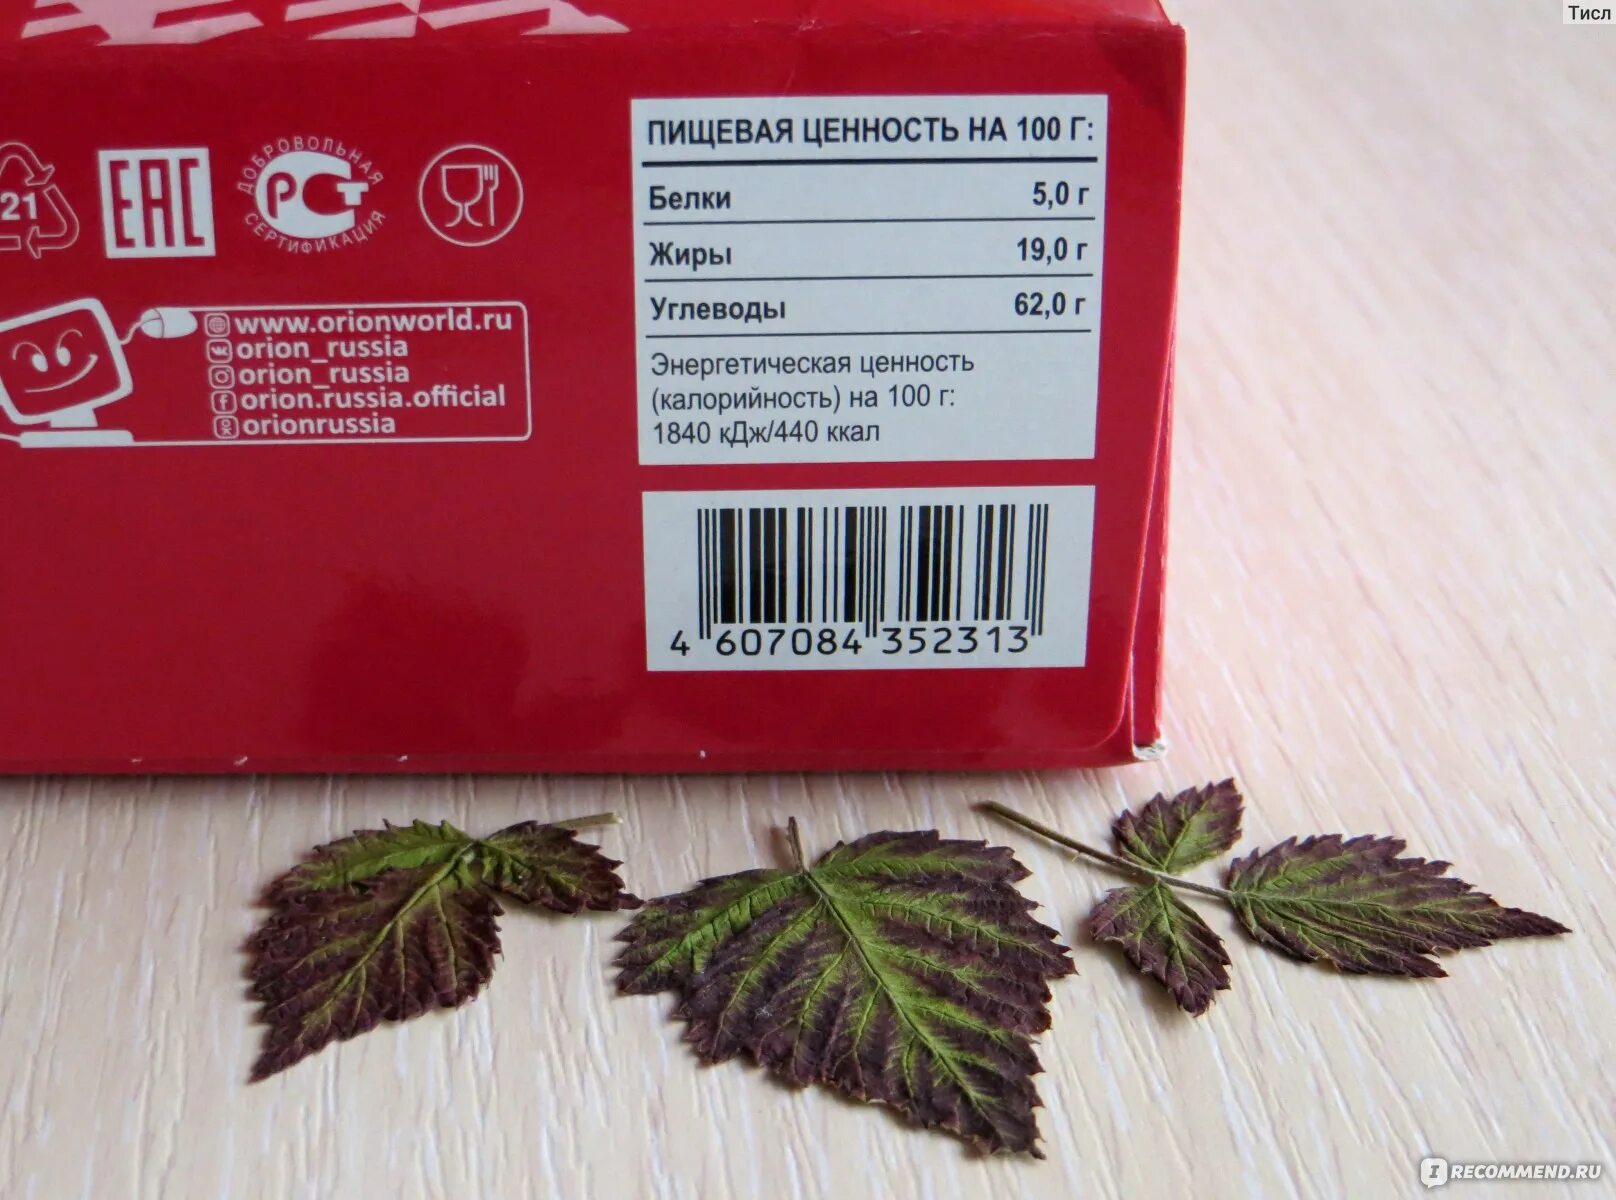 Тисл
ДОБРОВОЛЬНАЯ
РСТ
СЕРТИФИКАЦИЯ
21
EAC
www.orionworld.ru
orion_russia
orion_russia
orion.russia.official
orionrussia
ПИЩЕВАЯ ЦЕННОСТЬ НА 100 Г:
Белки 5,0 г
Жиры 19,0 г
Углеводы 62,0 г
Энергетическая ценность
(калорийность) на 100 г:
1840 кДж/440 ккал
4 607084 352313
IRECOMMEND.RU